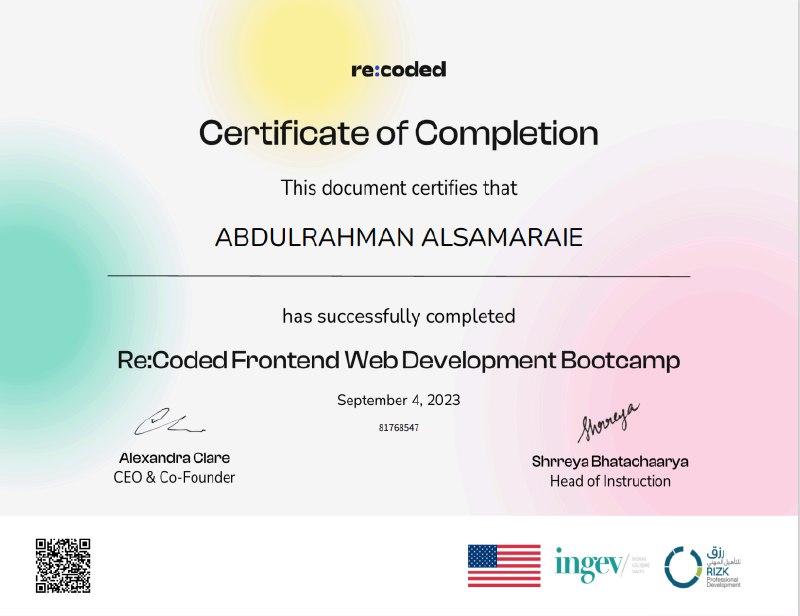 re:coded
Certificate of Completion
This document certifies that
ABDULRAHMAN ALSAMARAIE
has successfully completed
Re:Coded Frontend Web Development Bootcamp
September 4, 2023
81768547
Shrreya
Alexandra Clare
CEO & Co-Founder
Shrreya Bhatachaarya
Head of Instruction
ingev/
رزق
للتأهيل المهني
RIZK
Professional
Development